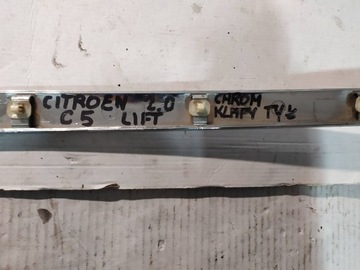 CITROEN 2.0
C5 LIFT
CHROM
KLAPY TYŁ